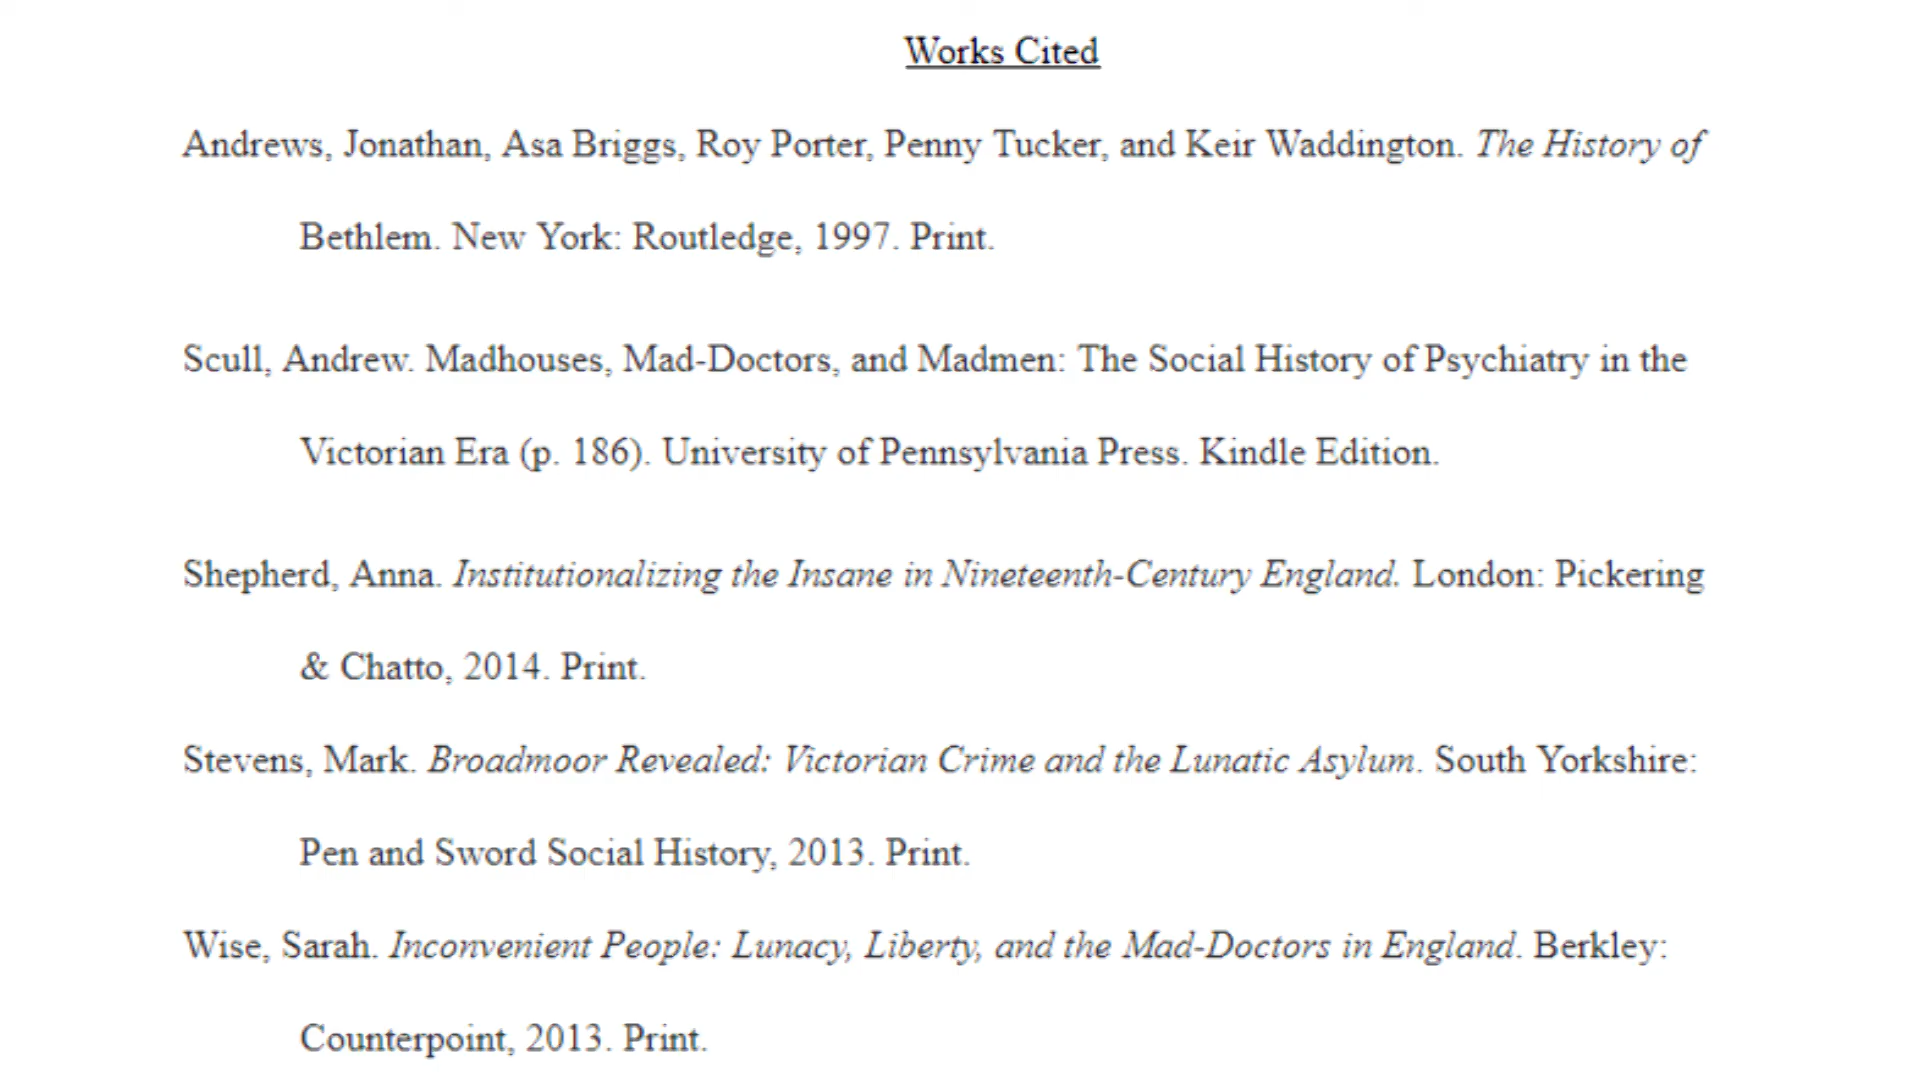 Works Cited
Andrews, Jonathan, Asa Briggs, Roy Porter, Penny Tucker, and Keir Waddington. The History of
Bethlem. New York: Routledge, 1997. Print.
Scull, Andrew. Madhouses, Mad-Doctors, and Madmen: The Social History of Psychiatry in the
Victorian Era (p. 186). University of Pennsylvania Press. Kindle Edition.
Shepherd, Anna. Institutionalizing the Insane in Nineteenth-Century England. London: Pickering
& Chatto, 2014. Print.
Stevens, Mark. Broadmoor Revealed: Victorian Crime and the Lunatic Asylum. South Yorkshire:
Pen and Sword Social History, 2013. Print.
Wise, Sarah. Inconvenient People: Lunacy, Liberty, and the Mad-Doctors in England. Berkley:
Counterpoint, 2013. Print.